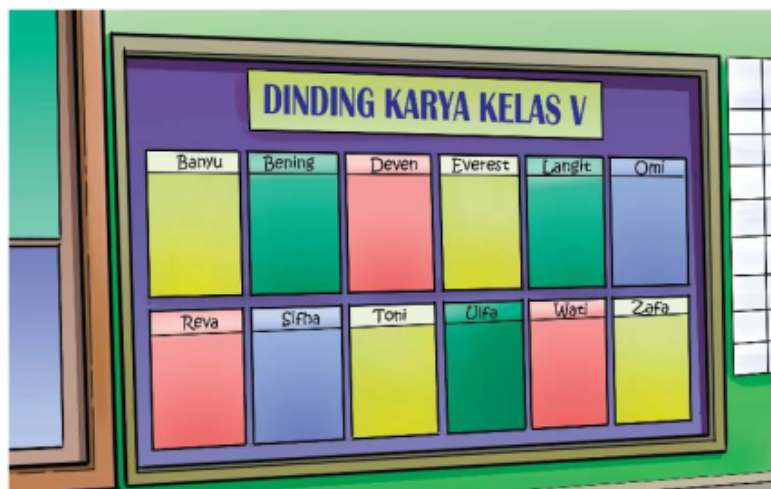 DINDING KARYA KELAS V
Banyu Bening Deven Everest Langit Omi
Reva Sifha Toni Ulfa Wati Zafa